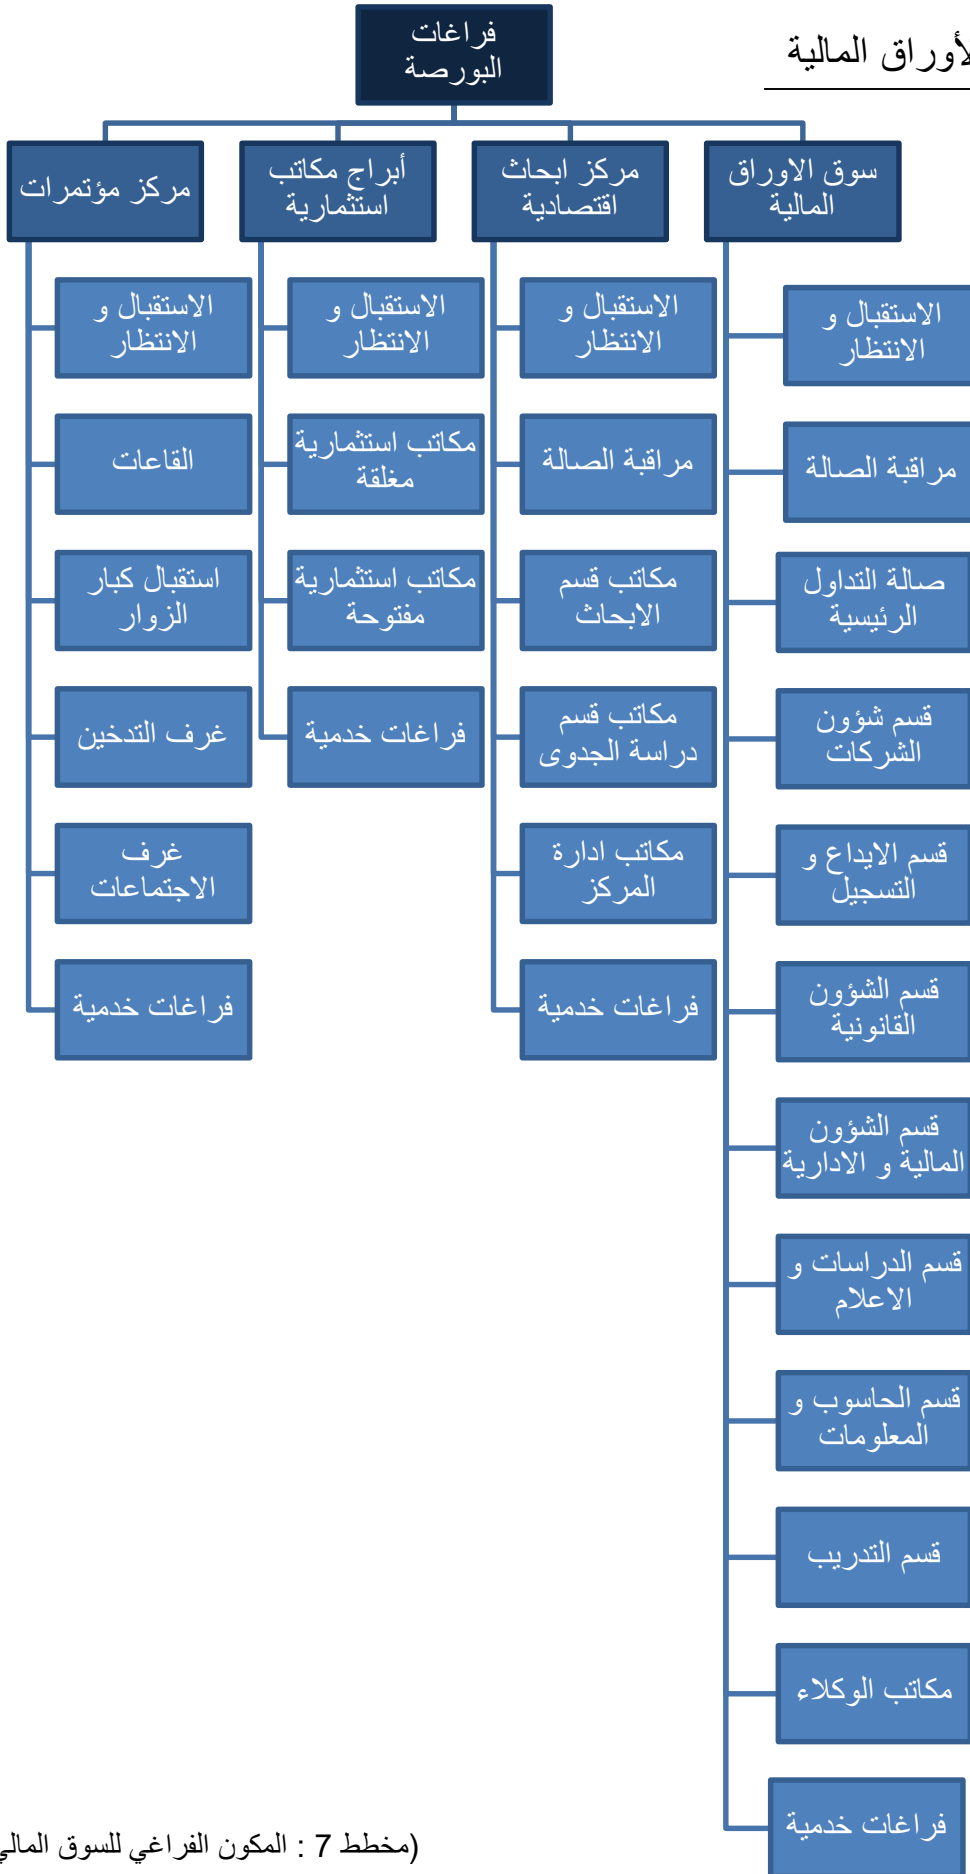 الأوراق المالية
فراغات
البورصة
سوق الاوراق
المالية
الاستقبال و
الانتظار
مراقبة الصالة
صالة التداول
الرئيسية
قسم شؤون
الشركات
قسم الايداع و
التسجيل
قسم الشؤون
القانونية
قسم الشؤون
المالية و الادارية
قسم الدراسات و
الاعلام
قسم الحاسوب و
المعلومات
قسم التدريب
مكاتب الوكلاء
فراغات خدمية
مركز ابحاث
اقتصادية
الاستقبال و
الانتظار
مراقبة الصالة
مكاتب قسم
الابحاث
مكاتب قسم
دراسة الجدوى
مكاتب ادارة
المركز
فراغات خدمية
أبراج مكاتب
استثمارية
الاستقبال و
الانتظار
مكاتب استثمارية
مغلقة
مكاتب استثمارية
مفتوحة
فراغات خدمية
مركز مؤتمرات
الاستقبال و
الانتظار
القاعات
استقبال كبار
الزوار
غرف التدخين
غرف
الاجتماعات
فراغات خدمية
(مخطط 7 : المكون الفراغي للسوق المالي